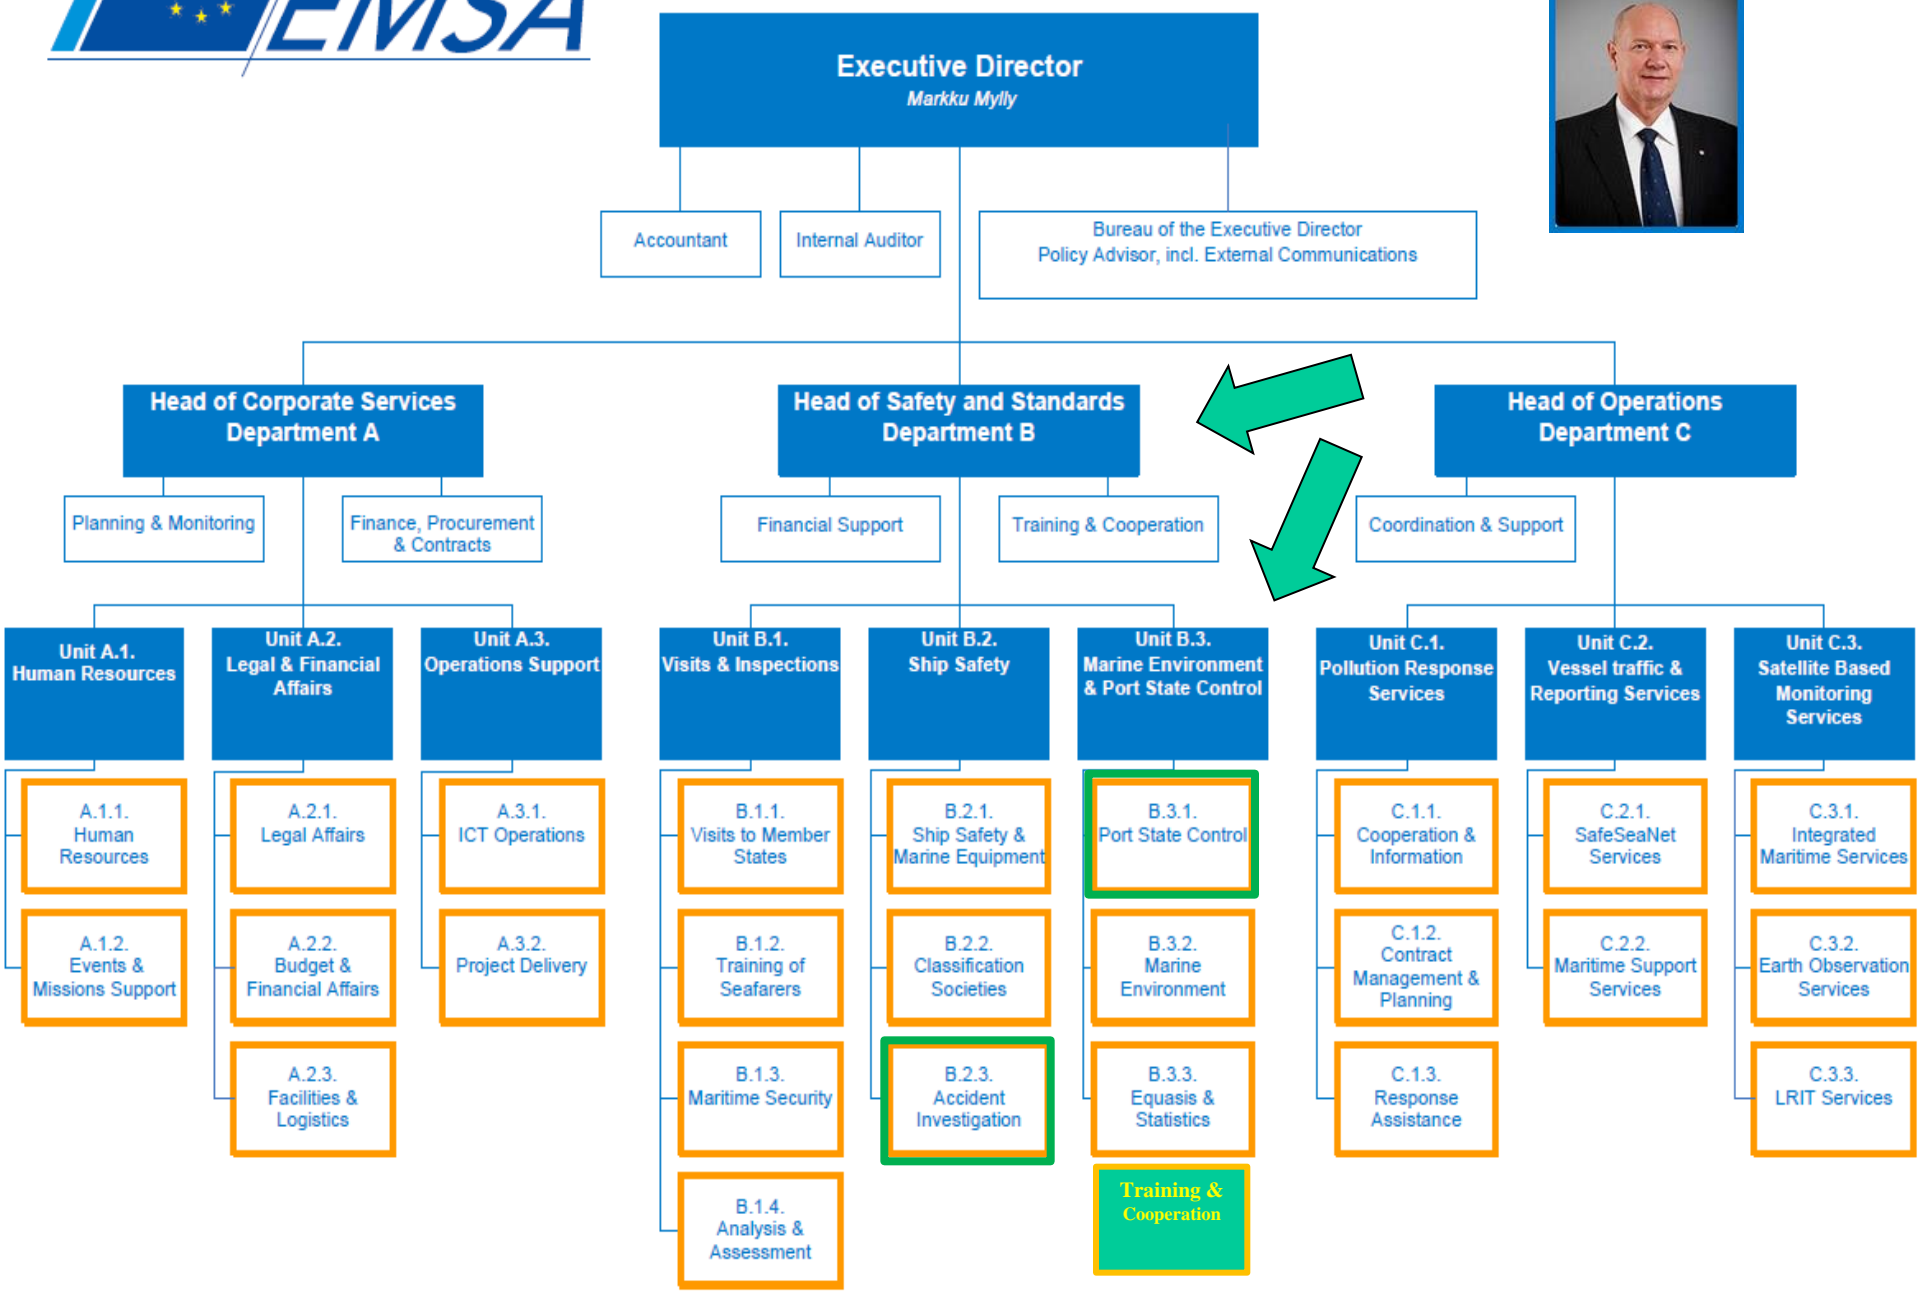 EMSA
Executive Director
Markku Mylly
Accountant
Internal Auditor
Bureau of the Executive Director
Policy Advisor, incl. External Communications
Head of Corporate Services
Department A
Head of Safety and Standards
Department B
Head of Operations
Department C
Planning & Monitoring
Finance, Procurement
& Contracts
Financial Support
Training & Cooperation
Coordination & Support
Unit A.1.
Human Resources
Unit A.2.
Legal & Financial
Affairs
Unit A.3.
Operations Support
Unit B.1.
Visits & Inspections
Unit B.2.
Ship Safety
Unit B.3.
Marine Environment
& Port State Control
Unit C.1.
Pollution Response
Services
Unit C.2.
Vessel traffic &
Reporting Services
Unit C.3.
Satellite Based
Monitoring
Services
A.1.1.
Human
Resources
A.2.1.
Legal Affairs
A.3.1.
ICT Operations
B.1.1.
Visits to Member
States
B.2.1.
Ship Safety &
Marine Equipment
B.3.1.
Port State Control
C.1.1.
Cooperation &
Information
C.2.1.
SafeSeaNet
Services
C.3.1.
Integrated
Maritime Services
A.1.2.
Events &
Missions Support
A.2.2.
Budget &
Financial Affairs
A.3.2.
Project Delivery
B.1.2.
Training of
Seafarers
B.2.2.
Classification
Societies
B.3.2.
Marine
Environment
C.1.2.
Contract
Management &
Planning
C.2.2.
Maritime Support
Services
C.3.2.
Earth Observation
Services
A.2.3.
Facilities &
Logistics
B.1.3.
Maritime Security
B.2.3.
Accident
Investigation
B.3.3.
Equasis &
Statistics
C.1.3.
Response
Assistance
C.3.3.
LRIT Services
B.1.4.
Analysis &
Assessment
Training &
Cooperation